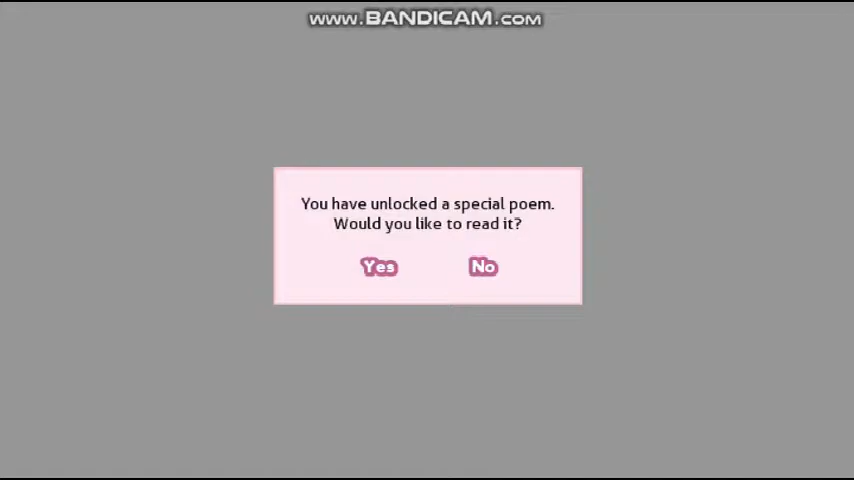 www.BANDICAM.com
You have unlocked a special poem.
Would you like to read it?
Yes
No